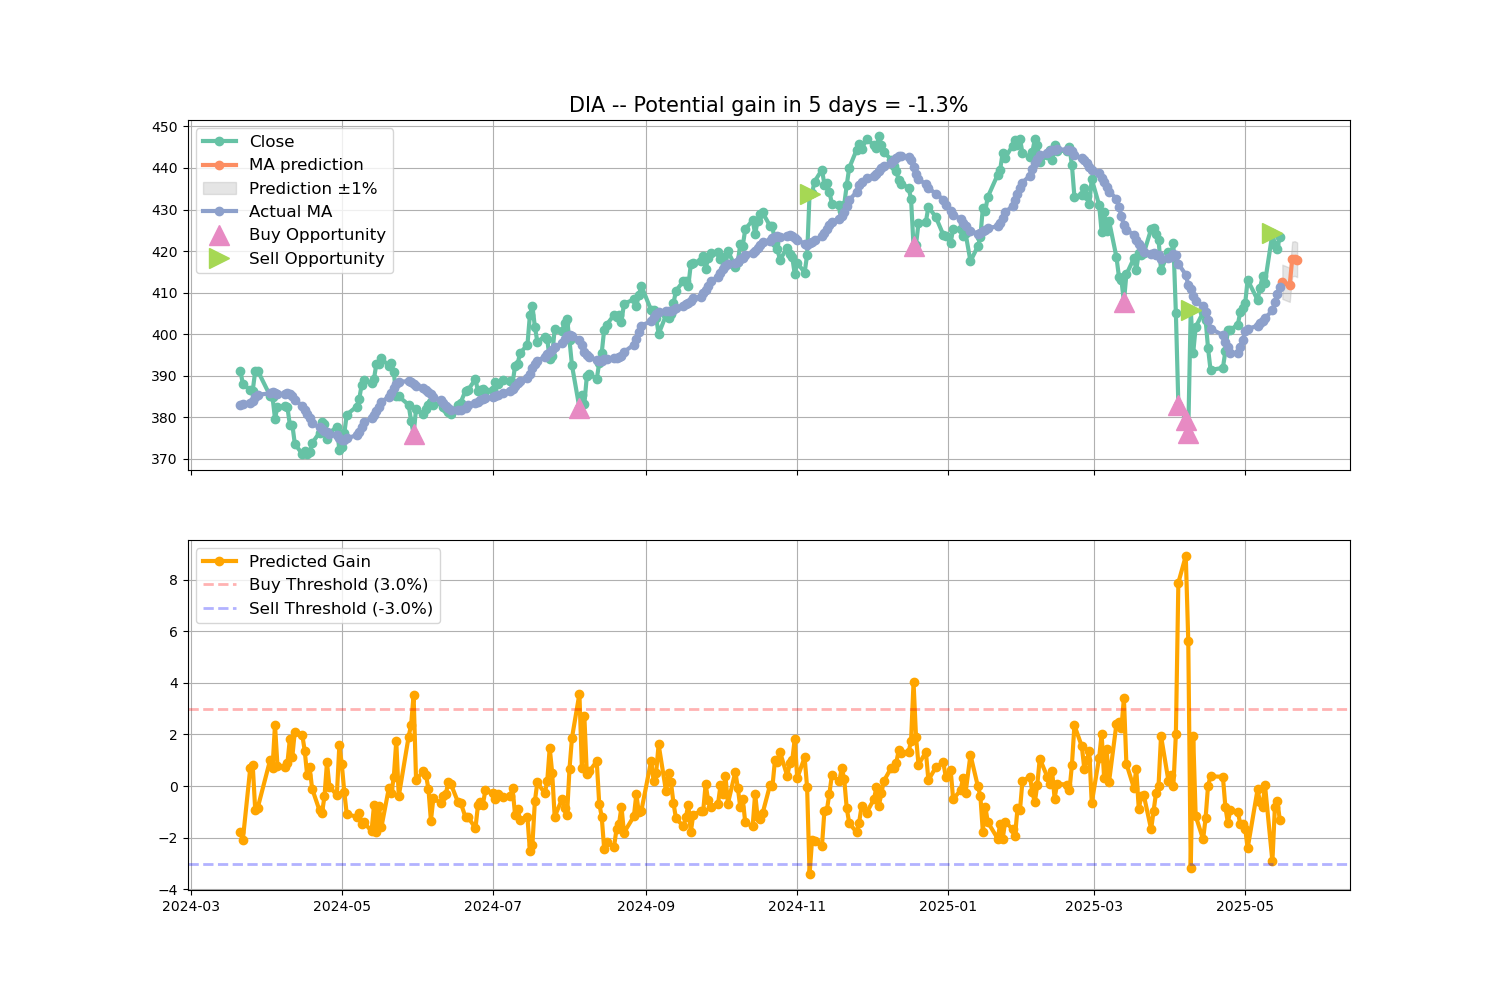 DIA -- Potential gain in 5 days = -1.3%
450
440
430
420
410
400
390
380
370
Close
MA prediction
Prediction ±1%
Actual MA
Buy Opportunity
Sell Opportunity
8
6
4
2
0
−2
−4
Predicted Gain
Buy Threshold (3.0%)
Sell Threshold (-3.0%)
2024-03 2024-05 2024-07 2024-09 2024-11 2025-01 2025-03 2025-05